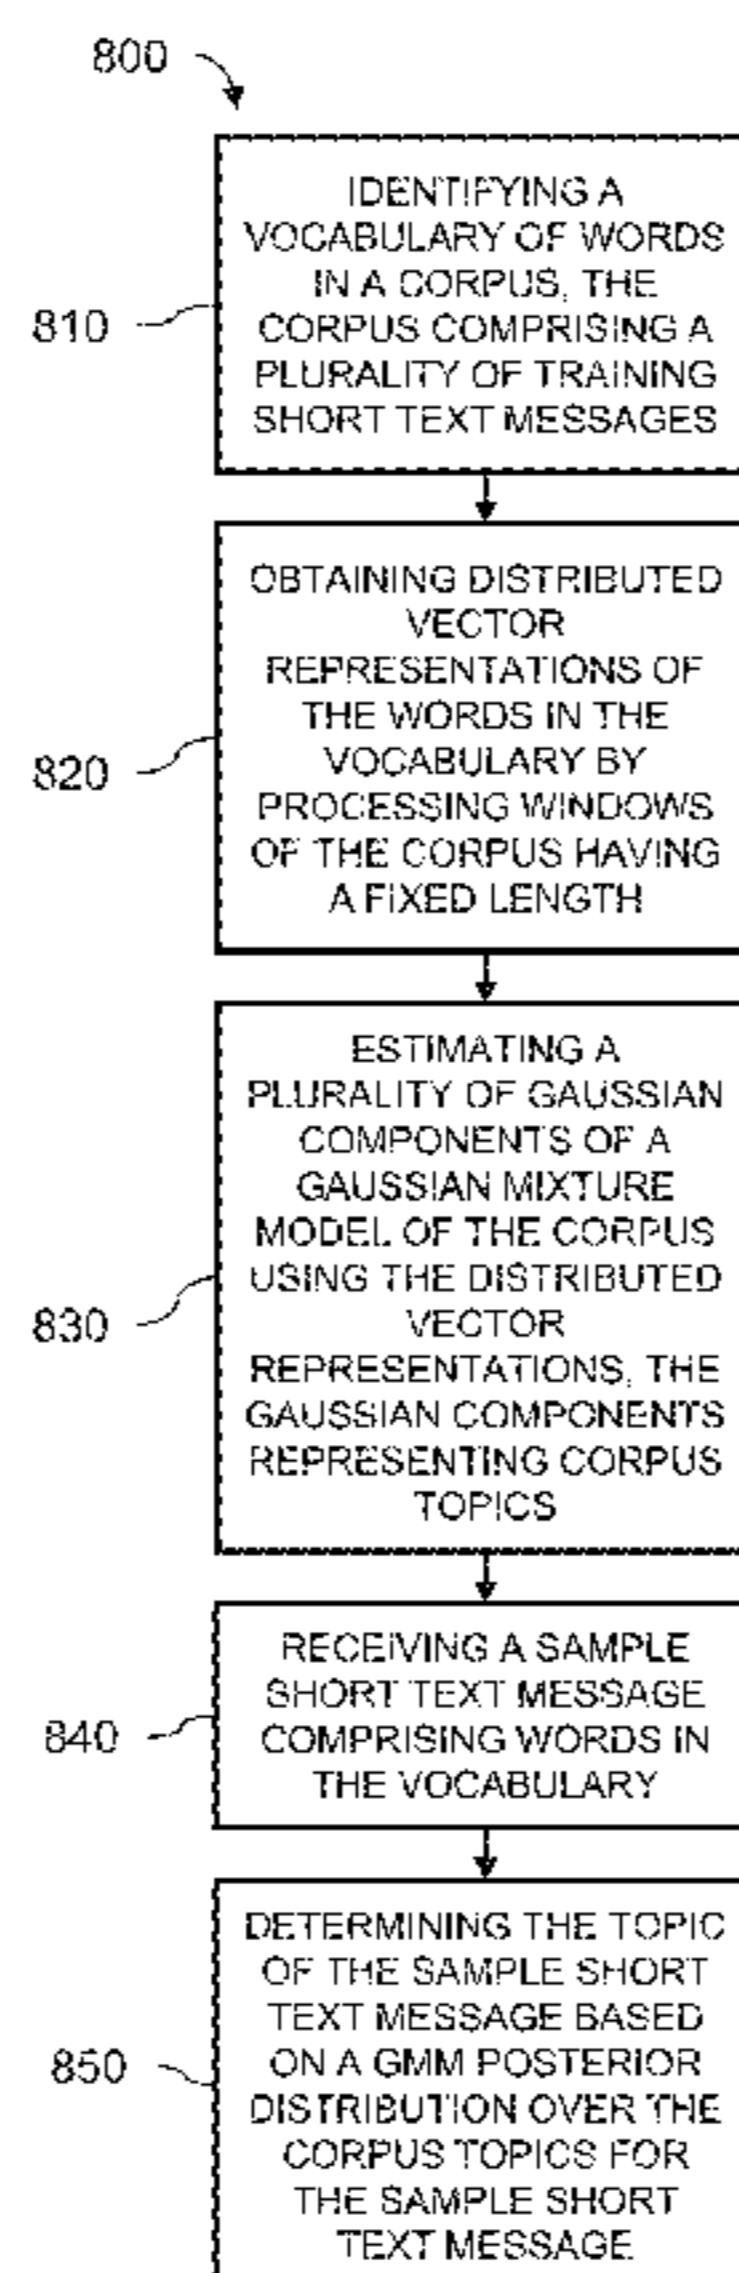 800
IDENTIFYING A
VOCABULARY OF WORDS
IN A CORPUS, THE
CORPUS COMPRISING A
PLURALITY OF TRAINING
SHORT TEXT MESSAGES
810
OBTAINING DISTRIBUTED
VECTOR
REPRESENTATIONS OF
THE WORDS IN THE
VOCABULARY BY
PROCESSING WINDOWS
OF THE CORPUS HAVING
A FIXED LENGTH
820
ESTIMATING A
PLURALITY OF GAUSSIAN
COMPONENTS OF A
GAUSSIAN MIXTURE
MODEL OF THE CORPUS
USING THE DISTRIBUTED
VECTOR
REPRESENTATIONS, THE
GAUSSIAN COMPONENTS
REPRESENTING CORPUS
TOPICS
830
RECEIVING A SAMPLE
SHORT TEXT MESSAGE
COMPRISING WORDS IN
THE VOCABULARY
840
DETERMINING THE TOPIC
OF THE SAMPLE SHORT
TEXT MESSAGE BASED
ON A GMM POSTERIOR
DISTRIBUTION OVER THE
CORPUS TOPICS FOR
THE SAMPLE SHORT
TEXT MESSAGE
850